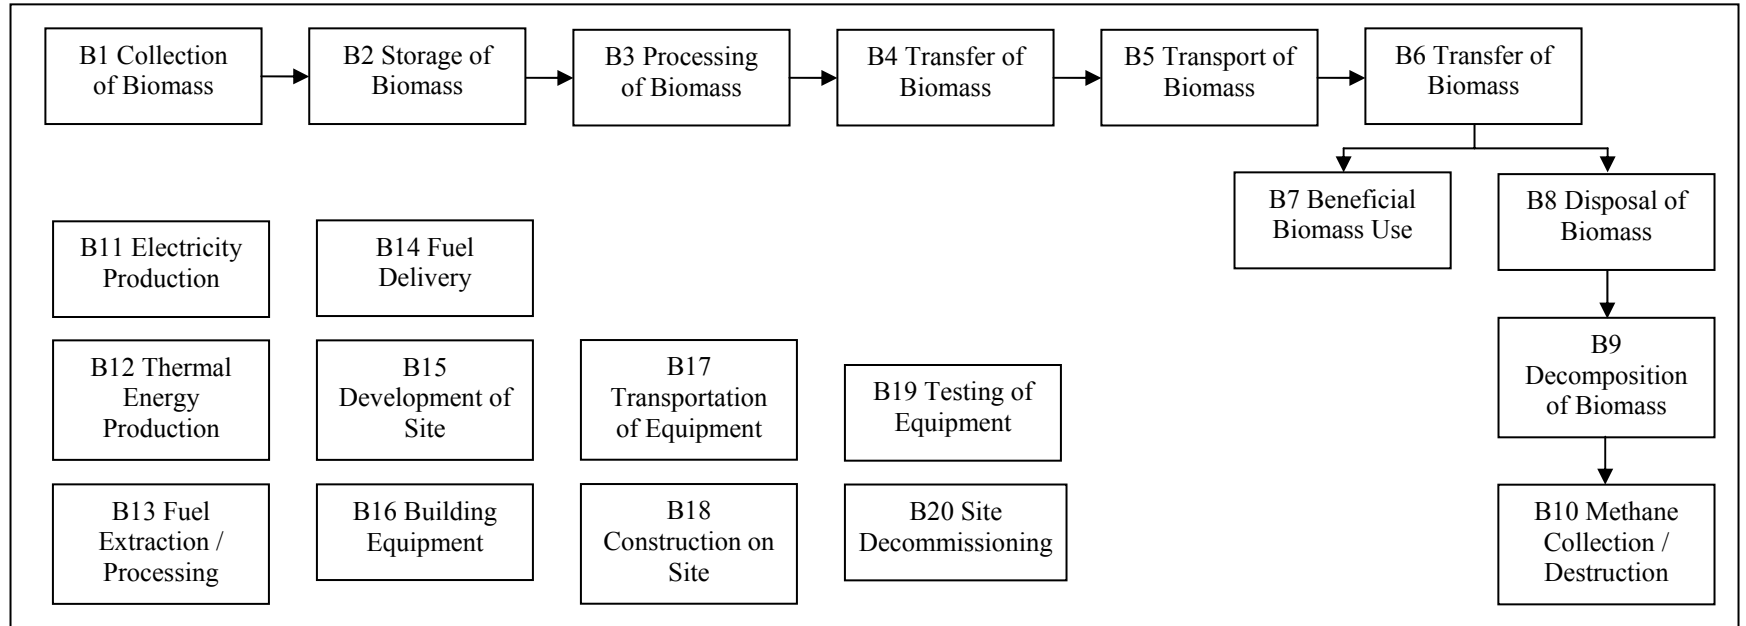 B1 Collection
of Biomass
B2 Storage of
Biomass
B3 Processing
of Biomass
B4 Transfer of
Biomass
B5 Transport of
Biomass
B6 Transfer of
Biomass
B7 Beneficial
Biomass Use
B8 Disposal of
Biomass
B11 Electricity
Production
B14 Fuel
Delivery
B12 Thermal
Energy
Production
B15
Development of
Site
B17
Transportation
of Equipment
B19 Testing of
Equipment
B9
Decomposition
of Biomass
B13 Fuel
Extraction /
Processing
B16 Building
Equipment
B18
Construction on
Site
B20 Site
Decommissioning
B10 Methane
Collection /
Destruction